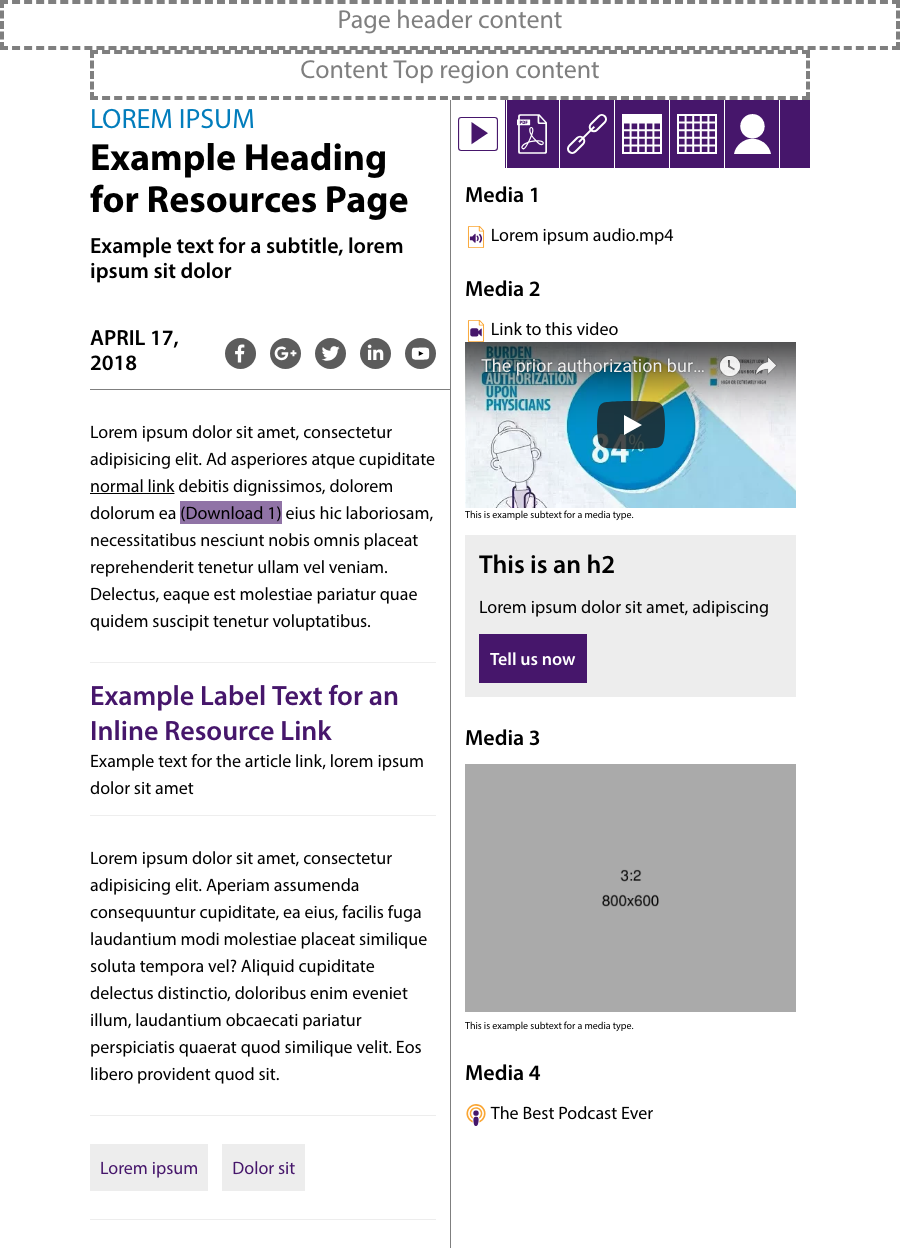 Page header content
Content Top region content
LOREM IPSUM
Example Heading
for Resources Page
Example text for a subtitle, lorem
ipsum sit dolor
APRIL 17,
2018
Lorem ipsum dolor sit amet, consectetur
adipisicing elit. Ad asperiores atque cupiditate
normal link debitis dignissimos, dolorem
dolorum ea (Download 1) eius hic laboriosam,
necessitatibus nesciunt nobis omnis placeat
reprehenderit tenetur ullam vel veniam.
Delectus, eaque est molestiae pariatur quae
quidem suscipit tenetur voluptatibus.
Example Label Text for an
Inline Resource Link
Example text for the article link, lorem ipsum
dolor sit amet
Lorem ipsum dolor sit amet, consectetur
adipisicing elit. Aperiam assumenda
consequuntur cupiditate, ea eius, facilis fuga
laudantium modi molestiae placeat similique
soluta tempora vel? Aliquid cupiditate
delectus distinctio, doloribus enim eveniet
illum, laudantium obcaecati pariatur
perspiciatis quaerat quod similique velit. Eos
libero provident quod sit.
Lorem ipsum
Dolor sit
PDF
Media 1
Lorem ipsum audio.mp4
Media 2
Link to this video
The prior authorization bur...
BURDEN
AUTHORIZATION
UPON
PHYSICIANS
84%
This is example subtext for a media type.
This is an h2
Lorem ipsum dolor sit amet, adipiscing
Tell us now
Media 3
3:2
800x600
This is example subtext for a media type.
Media 4
The Best Podcast Ever